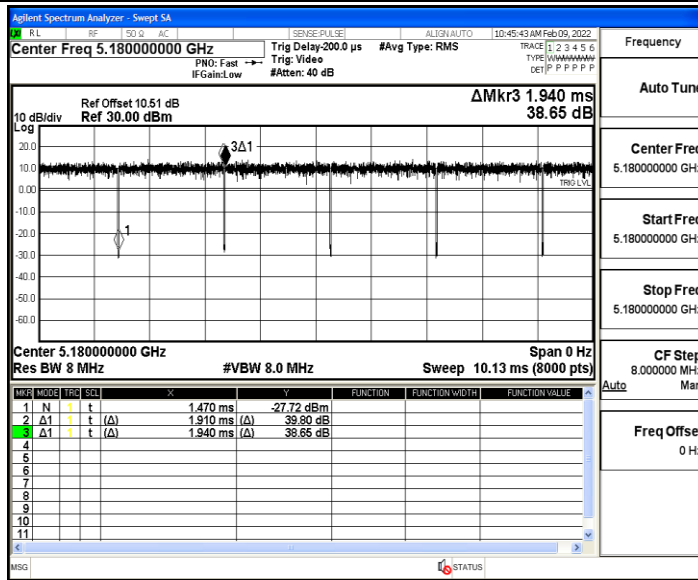 Agilent Spectrum Analyzer - Swept SA
RL RF 50 Ω AC SENSE:PULSE ALIGN AUTO 10:45:43 AM Feb 09, 2022
Center Freq 5.180000000 GHz
PNO: Fast
IFGain:Low
Trig Delay-200.0 µs
Trig: Video
#Atten: 40 dB
#Avg Type: RMS
TRACE 1 2 3 4 5 6
TYPE WWWWWW
DET P P P P P P
ΔMkr3 1.940 ms
38.65 dB
Ref Offset 10.51 dB
10 dB/div Ref 30.00 dBm
Log
20.0
10.0
0.00
-10.0
-20.0
-30.0
-40.0
-50.0
-60.0
3Δ1
TRIG LVL
1
Center 5.180000000 GHz Span 0 Hz
Res BW 8 MHz #VBW 8.0 MHz Sweep 10.13 ms (8000 pts)
MKR MODE TRC SCL X Y FUNCTION FUNCTION WIDTH FUNCTION VALUE
1 N 1 t 1.470 ms -27.72 dBm
2 Δ1 1 t (Δ) 1.910 ms (Δ) 39.80 dB
3 Δ1 1 t (Δ) 1.940 ms (Δ) 38.65 dB
4
5
6
7
8
9
10
11
MSG STATUS
Frequency
Auto Tune
Center Freq
5.180000000 GHz
Start Freq
5.180000000 GHz
Stop Freq
5.180000000 GHz
CF Step
8.000000 MHz
Auto Man
Freq Offset
0 Hz